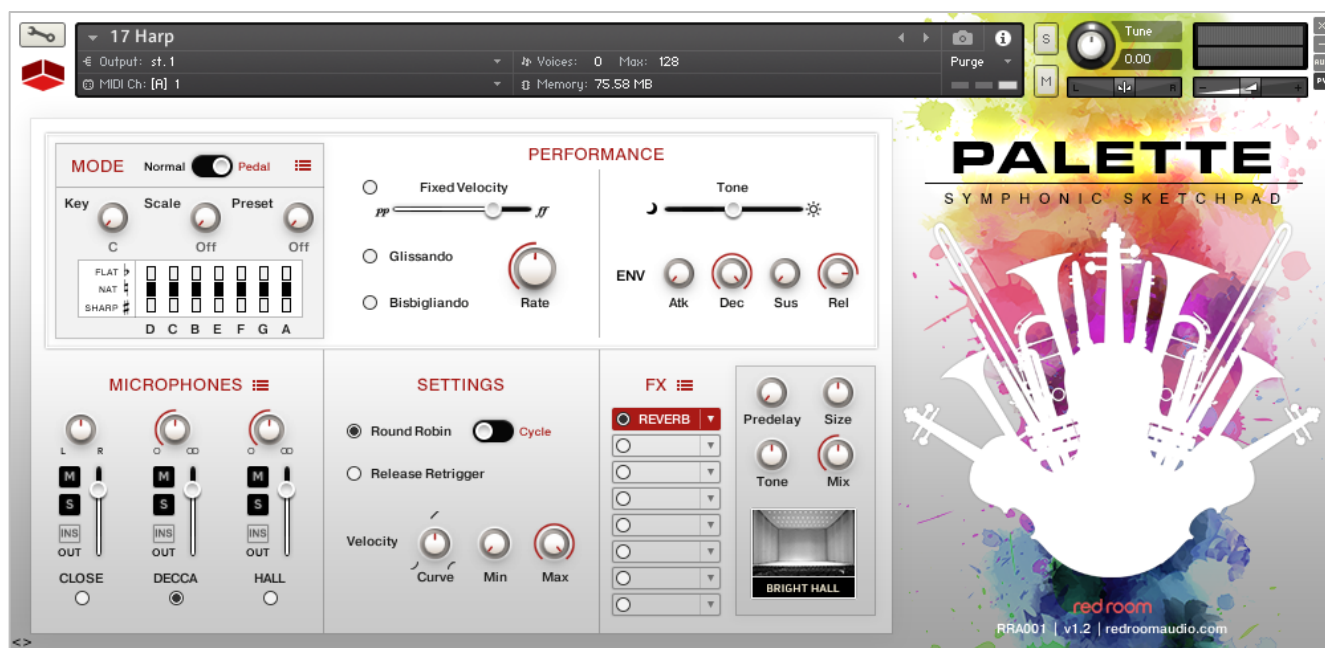 17 Harp
Output: st.1
Voices: 0 Max: 128
Purge
MIDI Ch: [A] 1
Memory: 75.58 MB
S
M
Tune
0.00
L R
- +
X
-
AUX
PV
MODE Normal Pedal
Key Scale Preset
C Off Off
FLAT ♭
NAT ♮
SHARP ♯
D C B E F G A
PERFORMANCE
Fixed Velocity
pp ff
Glissando
Bisbigliando
Rate
Tone
ENV
Atk Dec Sus Rel
MICROPHONES
L R
M M M
S S S
INS INS INS
OUT OUT OUT
CLOSE DECCA HALL
SETTINGS
Round Robin Cycle
Release Retrigger
Velocity
Curve Min Max
FX
REVERB
Predelay Size
Tone Mix
BRIGHT HALL
PALETTE
SYMPHONIC SKETCHPAD
red room
RRA001 | v1.2 | redroomaudio.com
<>